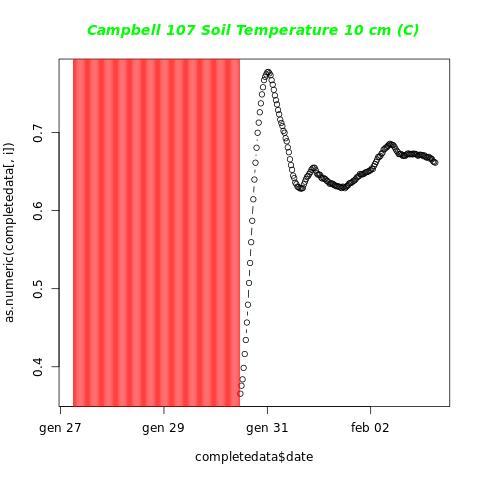 Campbell 107 Soil Temperature 10 cm (C)
as.numeric(completedata[, i])
0.7
0.6
0.5
0.4
gen 27
gen 29
gen 31
feb 02
completedata$date